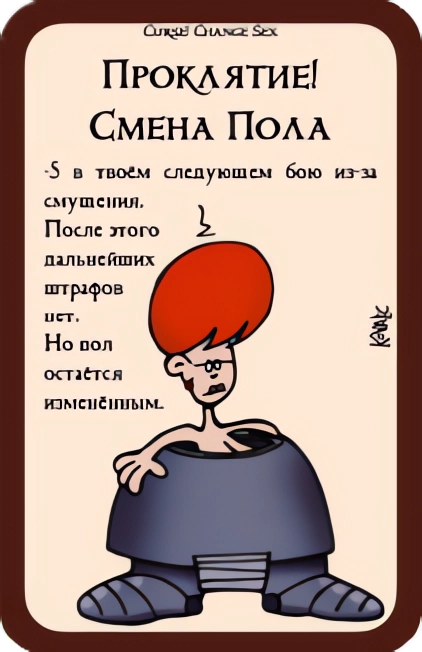 Curse! Change Sex
Проклятие!
Смена Пола
-5 в твоём следующем бою из-за
смущения.
После этого
дальнейших
штрафов
нет.
Но пол
остаётся
изменённым.